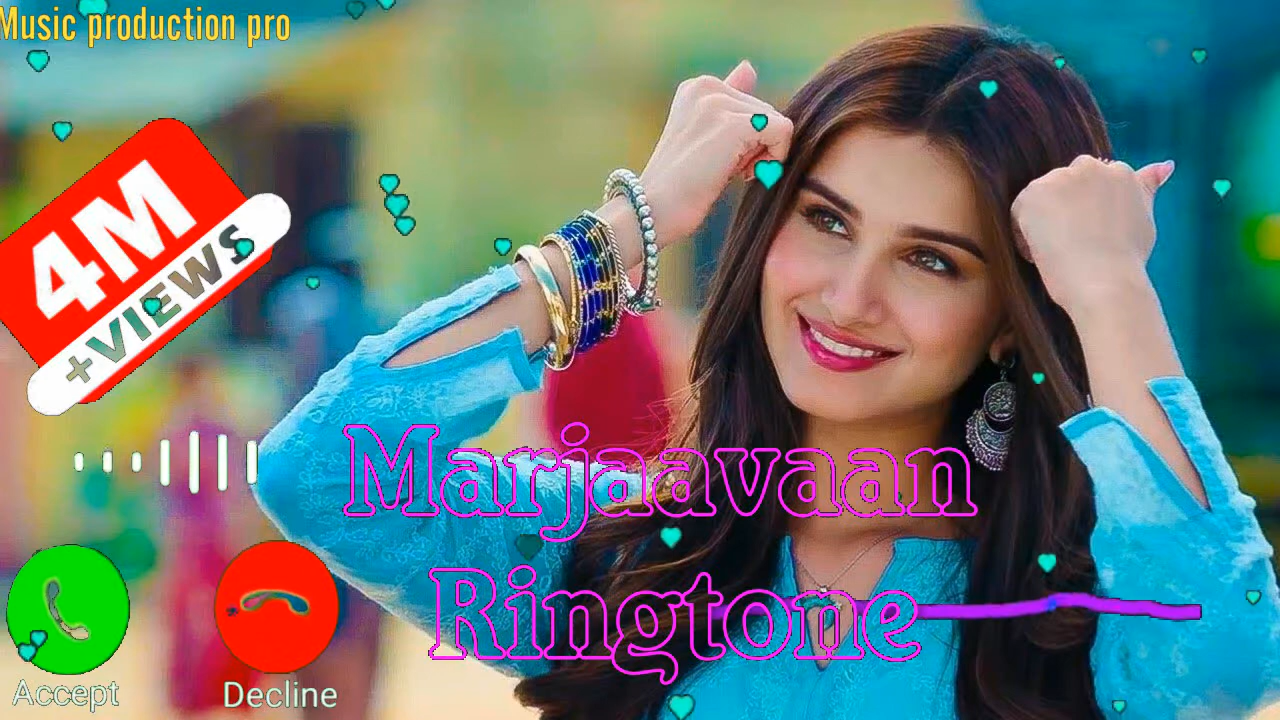 Music production pro
4M
+VIEWS
Marjaavaan
Ringtone
Accept
Decline